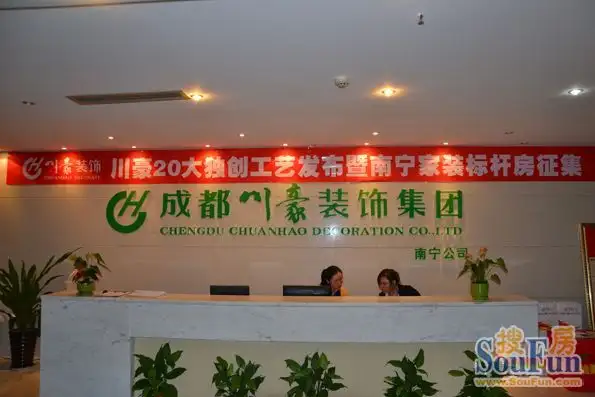 川豪装饰
CHUANHAO DECORATE
川豪20大独创工艺发布暨南宁家装标杆房征集
成都川豪装饰集团
CHENGDU CHUANHAO DECORATION CO.,LTD
南宁公司
搜房
SouFun
www.SouFun.com